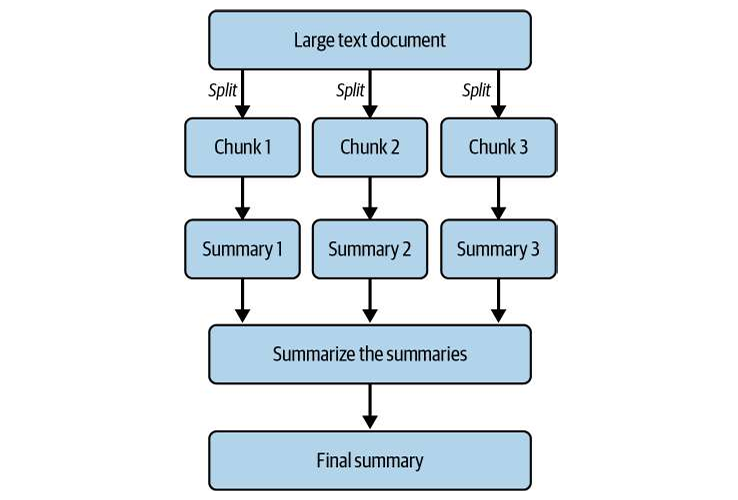 Large text document
Split Split Split
Chunk 1 Chunk 2 Chunk 3
Summary 1 Summary 2 Summary 3
Summarize the summaries
Final summary